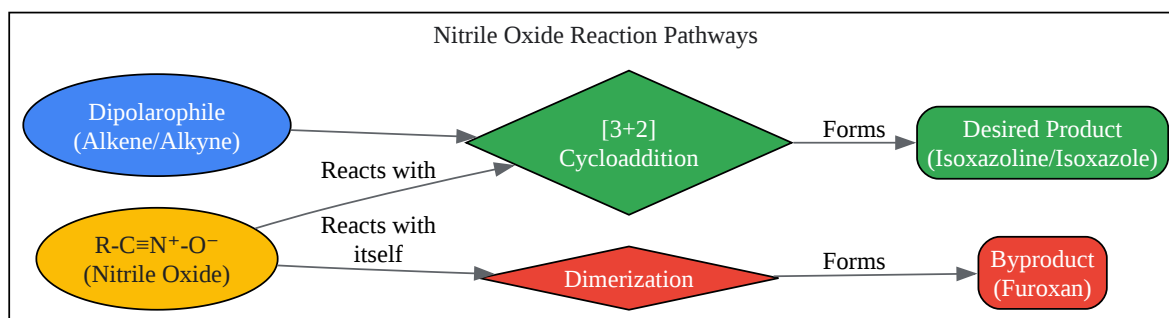 Nitrile Oxide Reaction Pathways
Dipolarophile
(Alkene/Alkyne)
[3+2]
Cycloaddition
Forms
Desired Product
(Isoxazoline/Isoxazole)
Reacts with
R-C≡N⁺-O⁻
(Nitrile Oxide)
Reacts with
itself
Dimerization
Forms
Byproduct
(Furoxan)